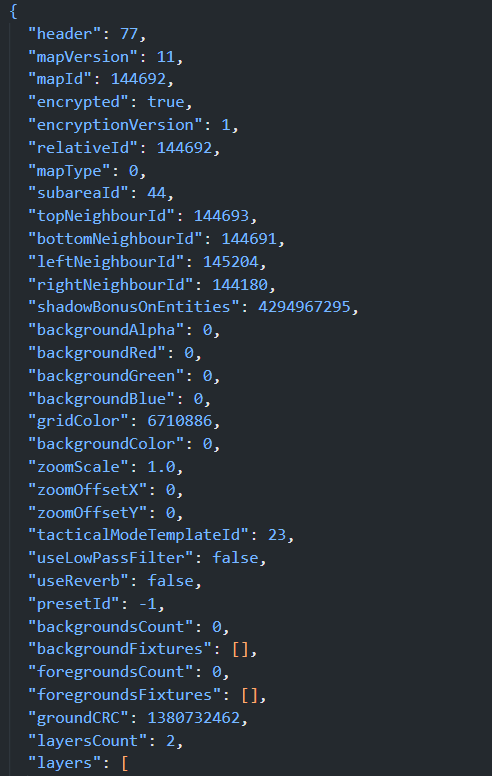 {
"header": 77,
"mapVersion": 11,
"mapId": 144692,
"encrypted": true,
"encryptionVersion": 1,
"relativeId": 144692,
"mapType": 0,
"subareaId": 44,
"topNeighbourId": 144693,
"bottomNeighbourId": 144691,
"leftNeighbourId": 145204,
"rightNeighbourId": 144180,
"shadowBonusOnEntities": 4294967295,
"backgroundAlpha": 0,
"backgroundRed": 0,
"backgroundGreen": 0,
"backgroundBlue": 0,
"gridColor": 6710886,
"backgroundColor": 0,
"zoomScale": 1.0,
"zoomOffsetX": 0,
"zoomOffsetY": 0,
"tacticalModeTemplateId": 23,
"useLowPassFilter": false,
"useReverb": false,
"presetId": -1,
"backgroundsCount": 0,
"backgroundFixtures": [],
"foregroundsCount": 0,
"foregroundsFixtures": [],
"groundCRC": 1380732462,
"layersCount": 2,
"layers": [